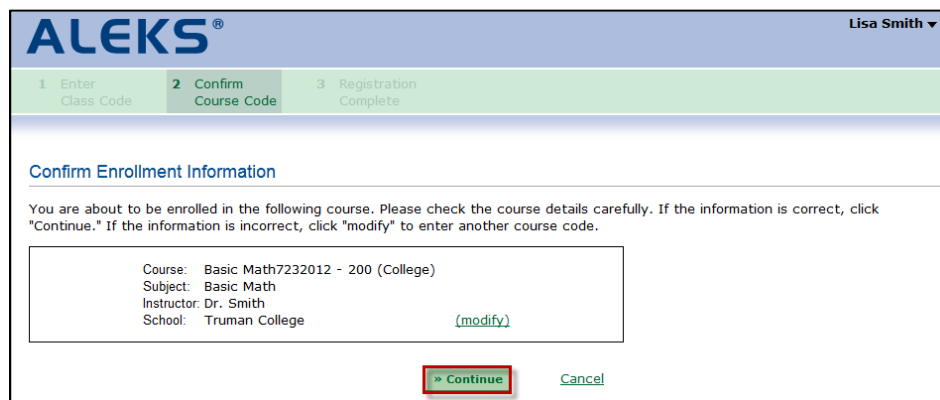 ALEKS®
Lisa Smith ▾
1 Enter Class Code
2 Confirm Course Code
3 Registration Complete
Confirm Enrollment Information
You are about to be enrolled in the following course. Please check the course details carefully. If the information is correct, click
"Continue." If the information is incorrect, click "modify" to enter another course code.
Course: Basic Math7232012 - 200 (College)
Subject: Basic Math
Instructor: Dr. Smith
School: Truman College (modify)
» Continue Cancel